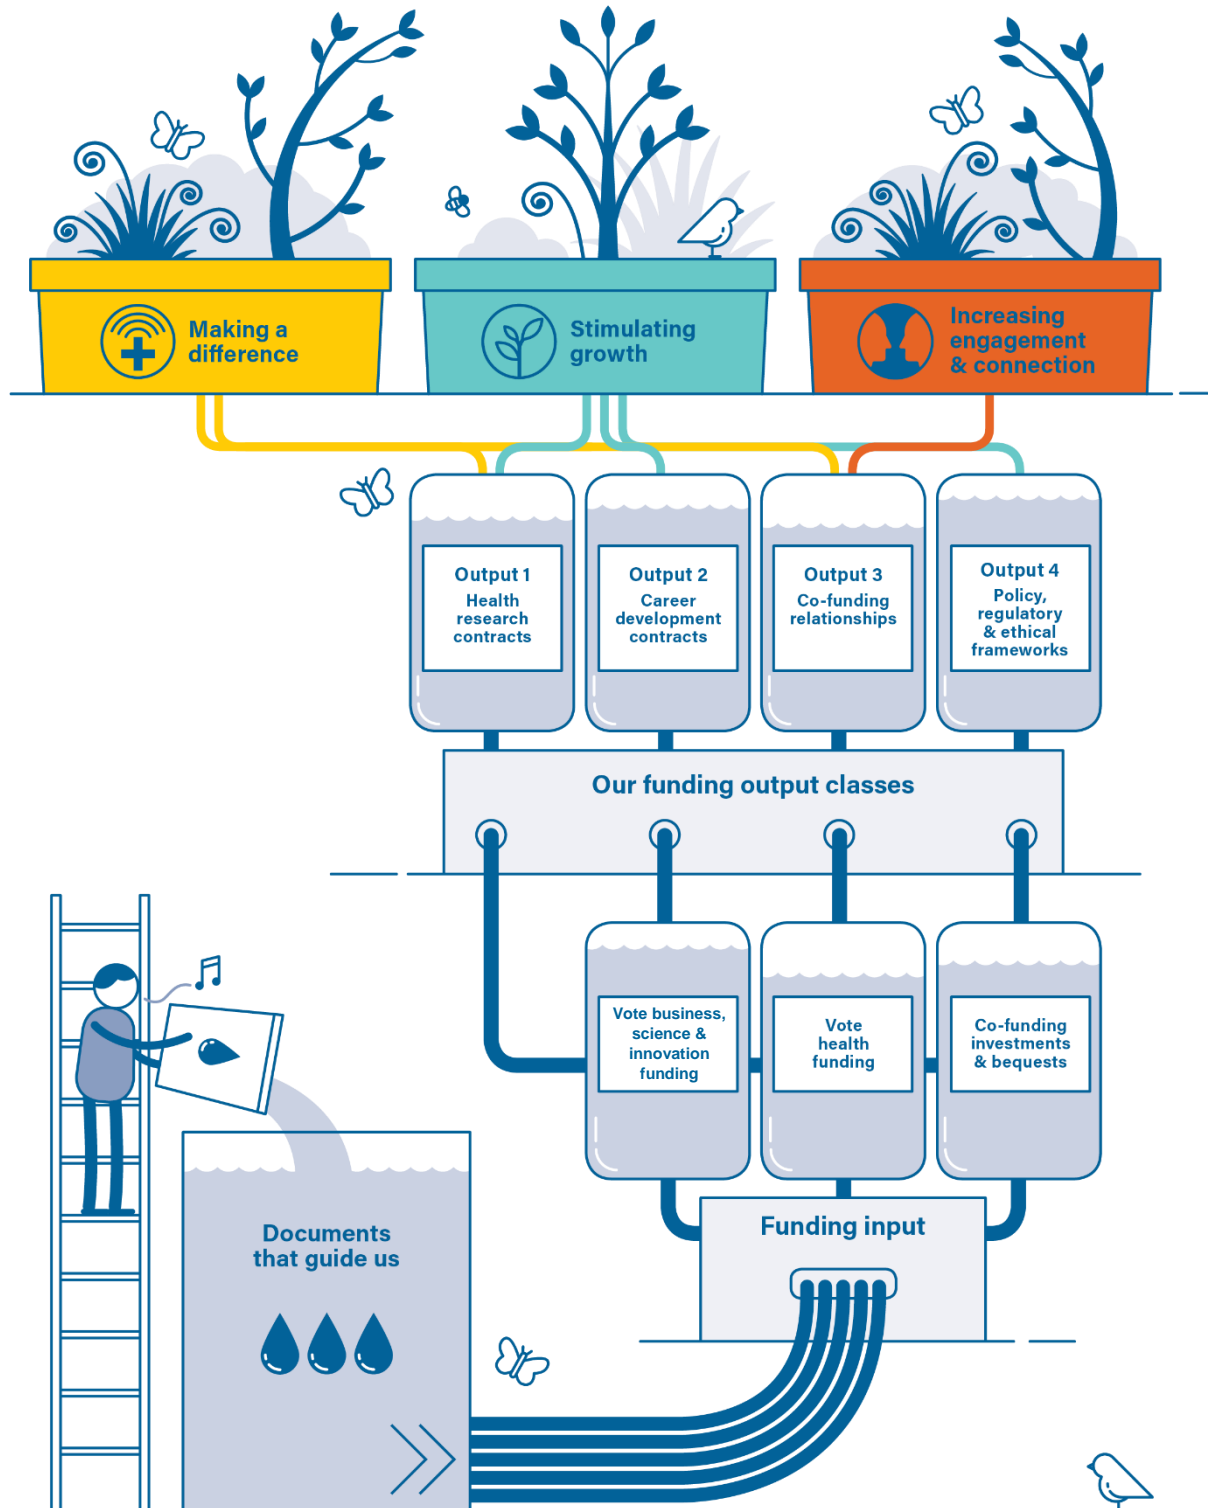 Making a
difference
Stimulating
growth
Increasing
engagement
& connection
Output 1
Health
research
contracts
Output 2
Career
development
contracts
Output 3
Co-funding
relationships
Output 4
Policy,
regulatory
& ethical
frameworks
Our funding output classes
Vote business,
science &
innovation
funding
Vote
health
funding
Co-funding
investments
& bequests
Funding input
Documents
that guide us